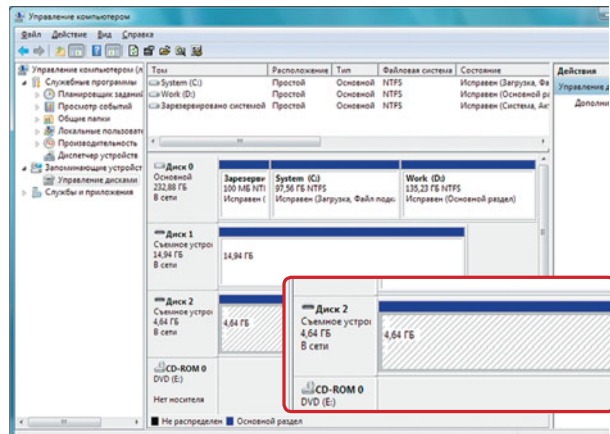 Управление компьютером
Файл Действие Вид Справка
Управление компьютером (л
Служебные программы
Планировщик заданий
Просмотр событий
Общие папки
Локальные пользовате
Производительность
Диспетчер устройств
Запоминающие устройст
Управление дисками
Службы и приложения
Том Расположение Тип Файловая система Состояние
System (C:) Простой Основной NTFS Исправен (Загрузка, Фа
Work (D:) Простой Основной NTFS Исправен (Основной ра
Зарезервировано системой Простой Основной NTFS Исправен (Система, Ак
Действия
Управление д
Дополни
Диск 0
Основной
232,88 ГБ
В сети
Зарезерв
100 МБ NTI
Исправен (
System (C:)
97,56 ГБ NTFS
Исправен (Загрузка, Файл подк
Work (D:)
135,23 ГБ NTFS
Исправен (Основной раздел)
Диск 1
Съемное устрої
14,94 ГБ
В сети
14,94 ГБ
Диск 2
Съемное устрої
4,64 ГБ
В сети
4,64 ГБ
CD-ROM 0
DVD (E:)
Нет носителя
Диск 2
Съемное устрої
4,64 ГБ
В сети
4,64 ГБ
CD-ROM 0
DVD (E:)
Не распределен Основной раздел